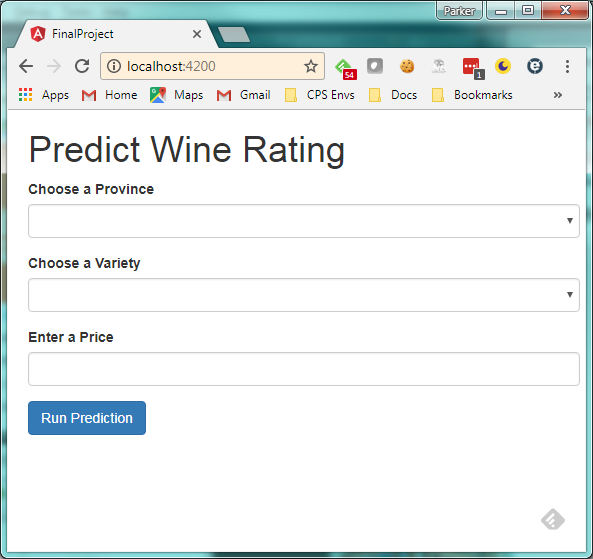 Parker
FinalProject
localhost:4200
54
1
Apps Home Maps Gmail CPS Envs Docs Bookmarks »
Predict Wine Rating
Choose a Province
Choose a Variety
Enter a Price
Run Prediction